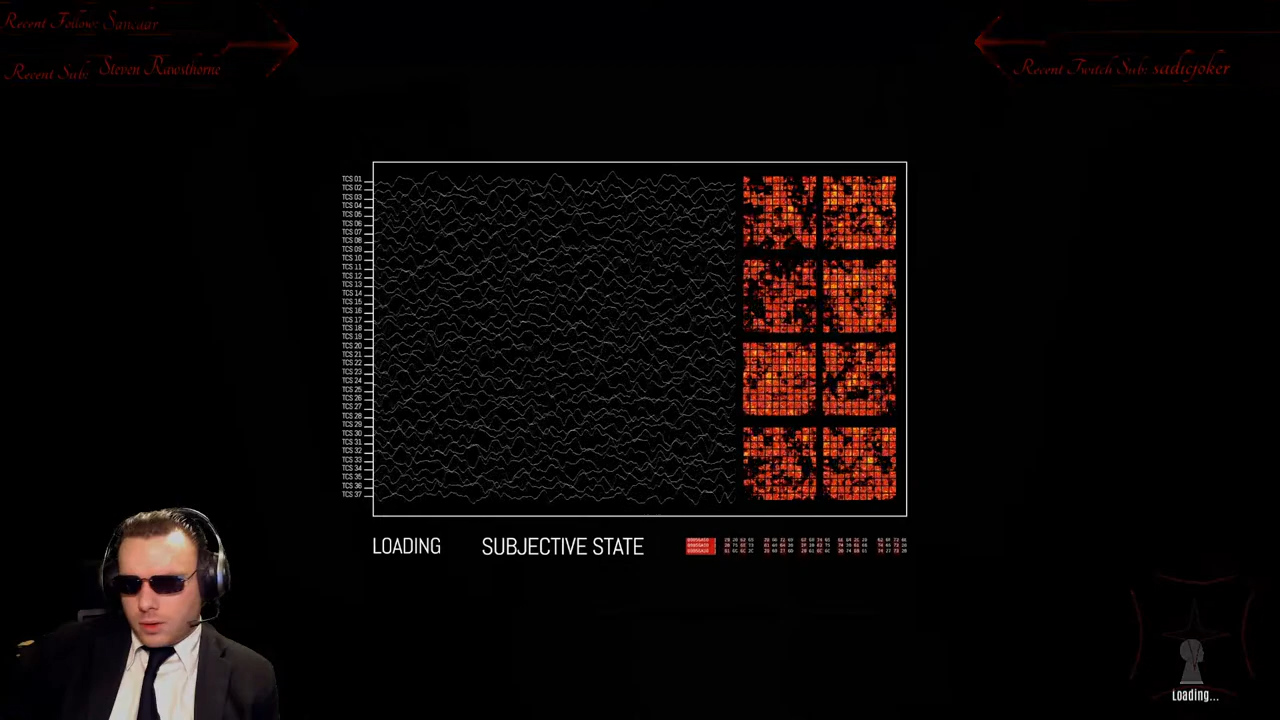 Recent Follow: Sancaar
Recent Sub: Steven Rawsthorne
Recent Twitch Sub: sadicjoker
TCS 01
TCS 02
TCS 03
TCS 04
TCS 05
TCS 06
TCS 07
TCS 08
TCS 09
TCS 10
TCS 11
TCS 12
TCS 13
TCS 14
TCS 15
TCS 16
TCS 17
TCS 18
TCS 19
TCS 20
TCS 21
TCS 22
TCS 23
TCS 24
TCS 25
TCS 26
TCS 27
TCS 28
TCS 29
TCS 30
TCS 31
TCS 32
TCS 33
TCS 34
TCS 35
TCS 36
TCS 37
LOADING SUBJECTIVE STATE
Loading...